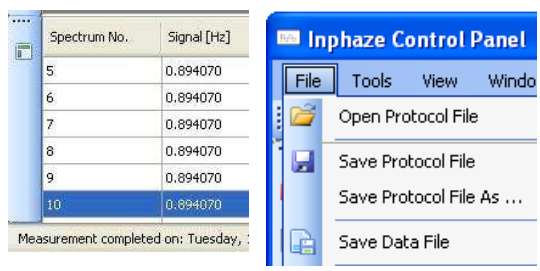 Spectrum No. Signal [Hz]
5 0.894070
6 0.894070
7 0.894070
8 0.894070
9 0.894070
10 0.894070
Measurement completed on: Tuesday,
Inphaze Control Panel
File Tools View Windo
Open Protocol File
Save Protocol File
Save Protocol File As ...
Save Data File